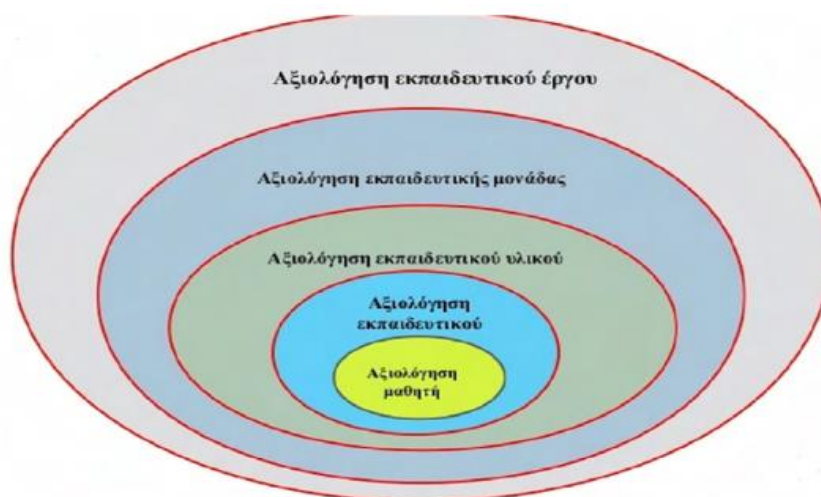 Αξιολόγηση εκπαιδευτικού έργου
Αξιολόγηση εκπαιδευτικής μονάδας
Αξιολόγηση εκπαιδευτικού υλικού
Αξιολόγηση
εκπαιδευτικού
Αξιολόγηση
μαθητή